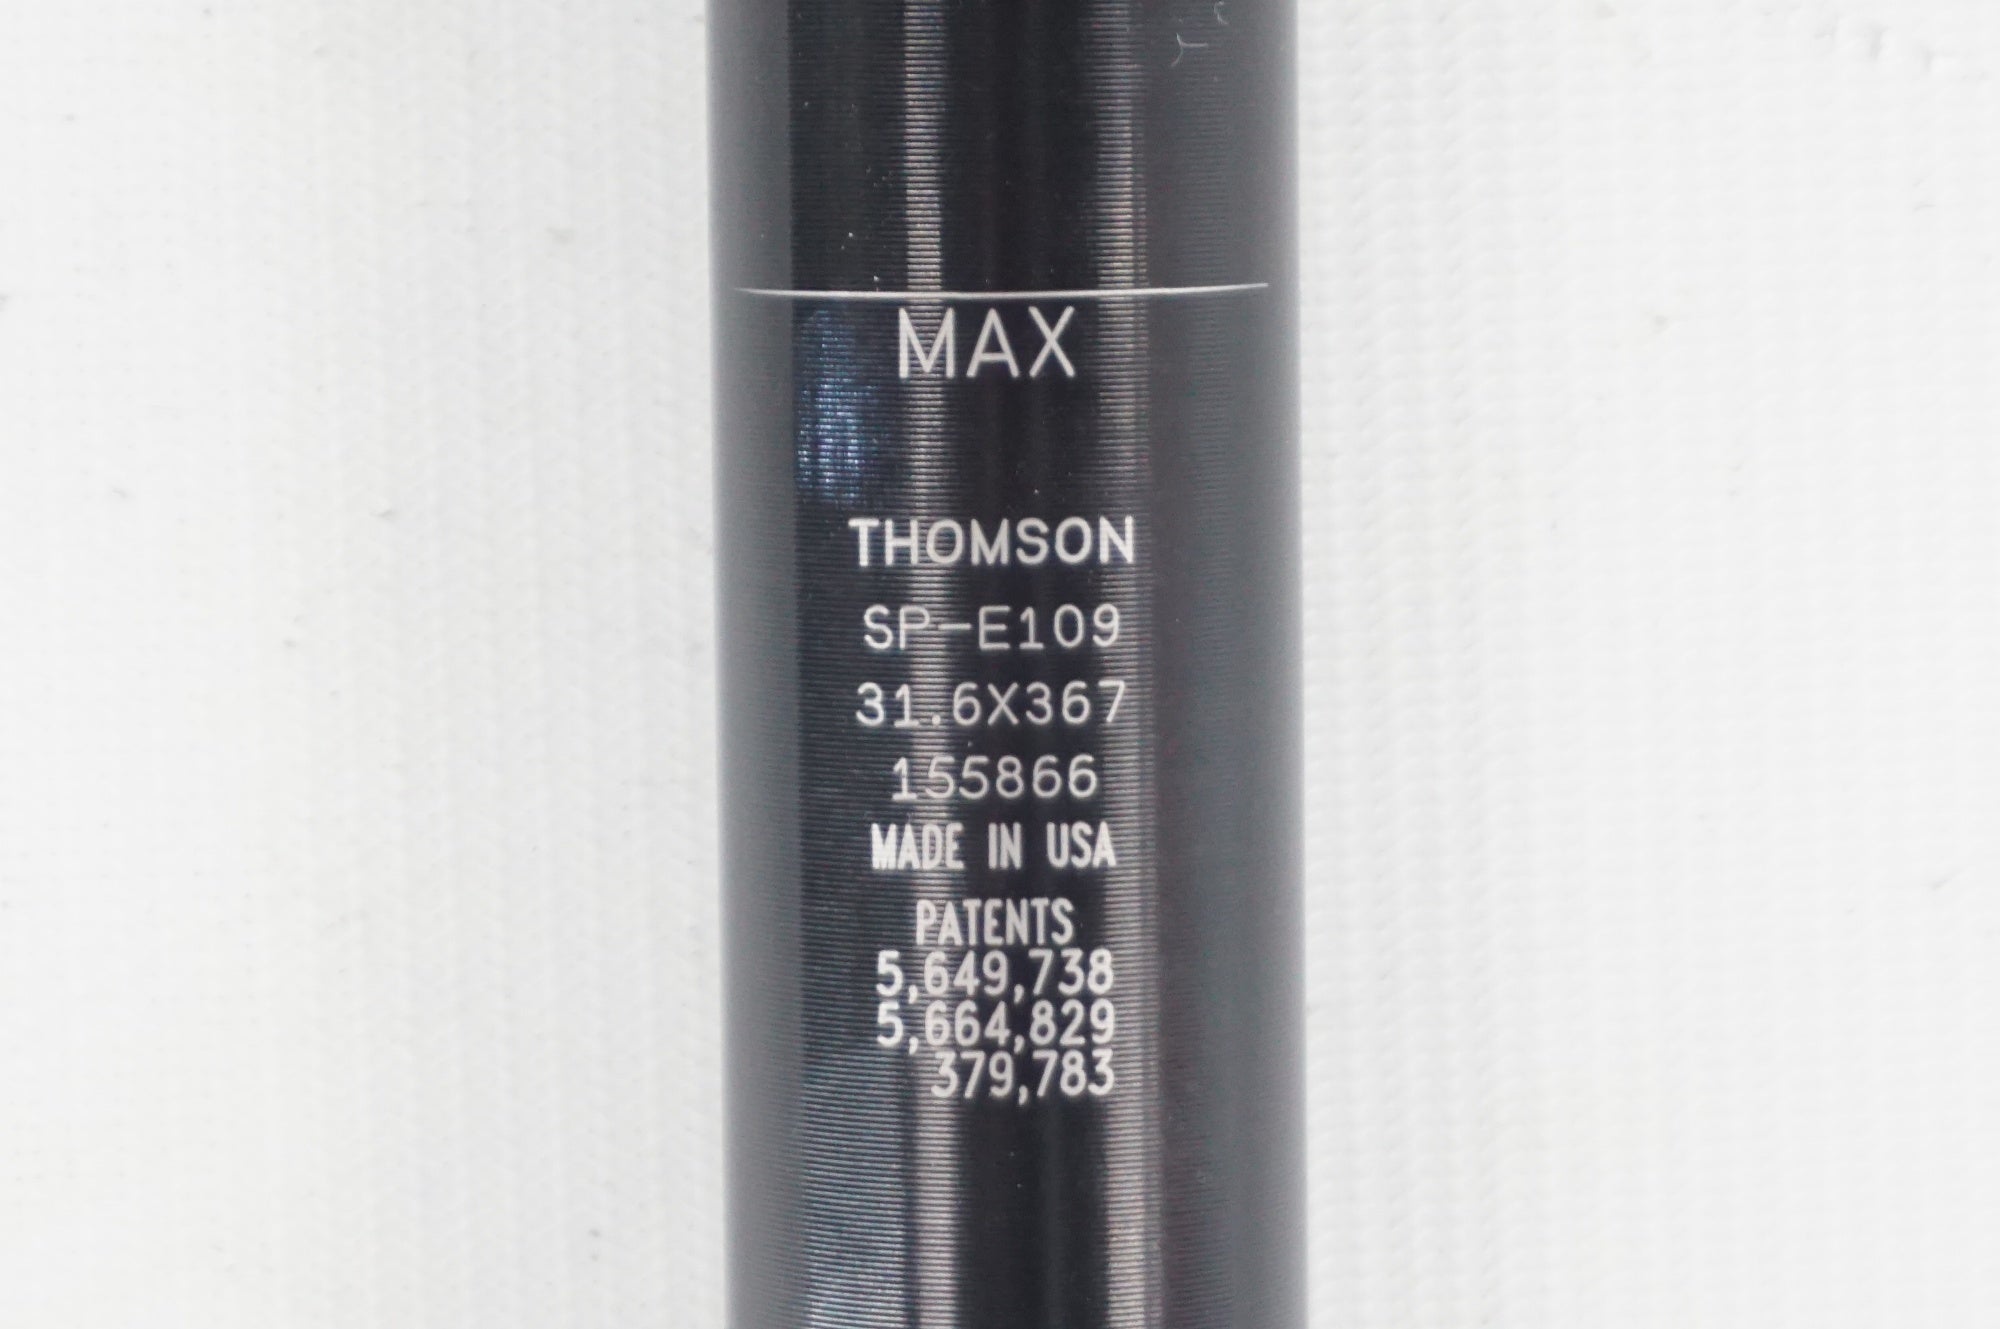 MAX
THOMSON
SP-E109
31.6X367
155866
MADE IN USA
PATENTS
5,649,738
5,664,829
379,783